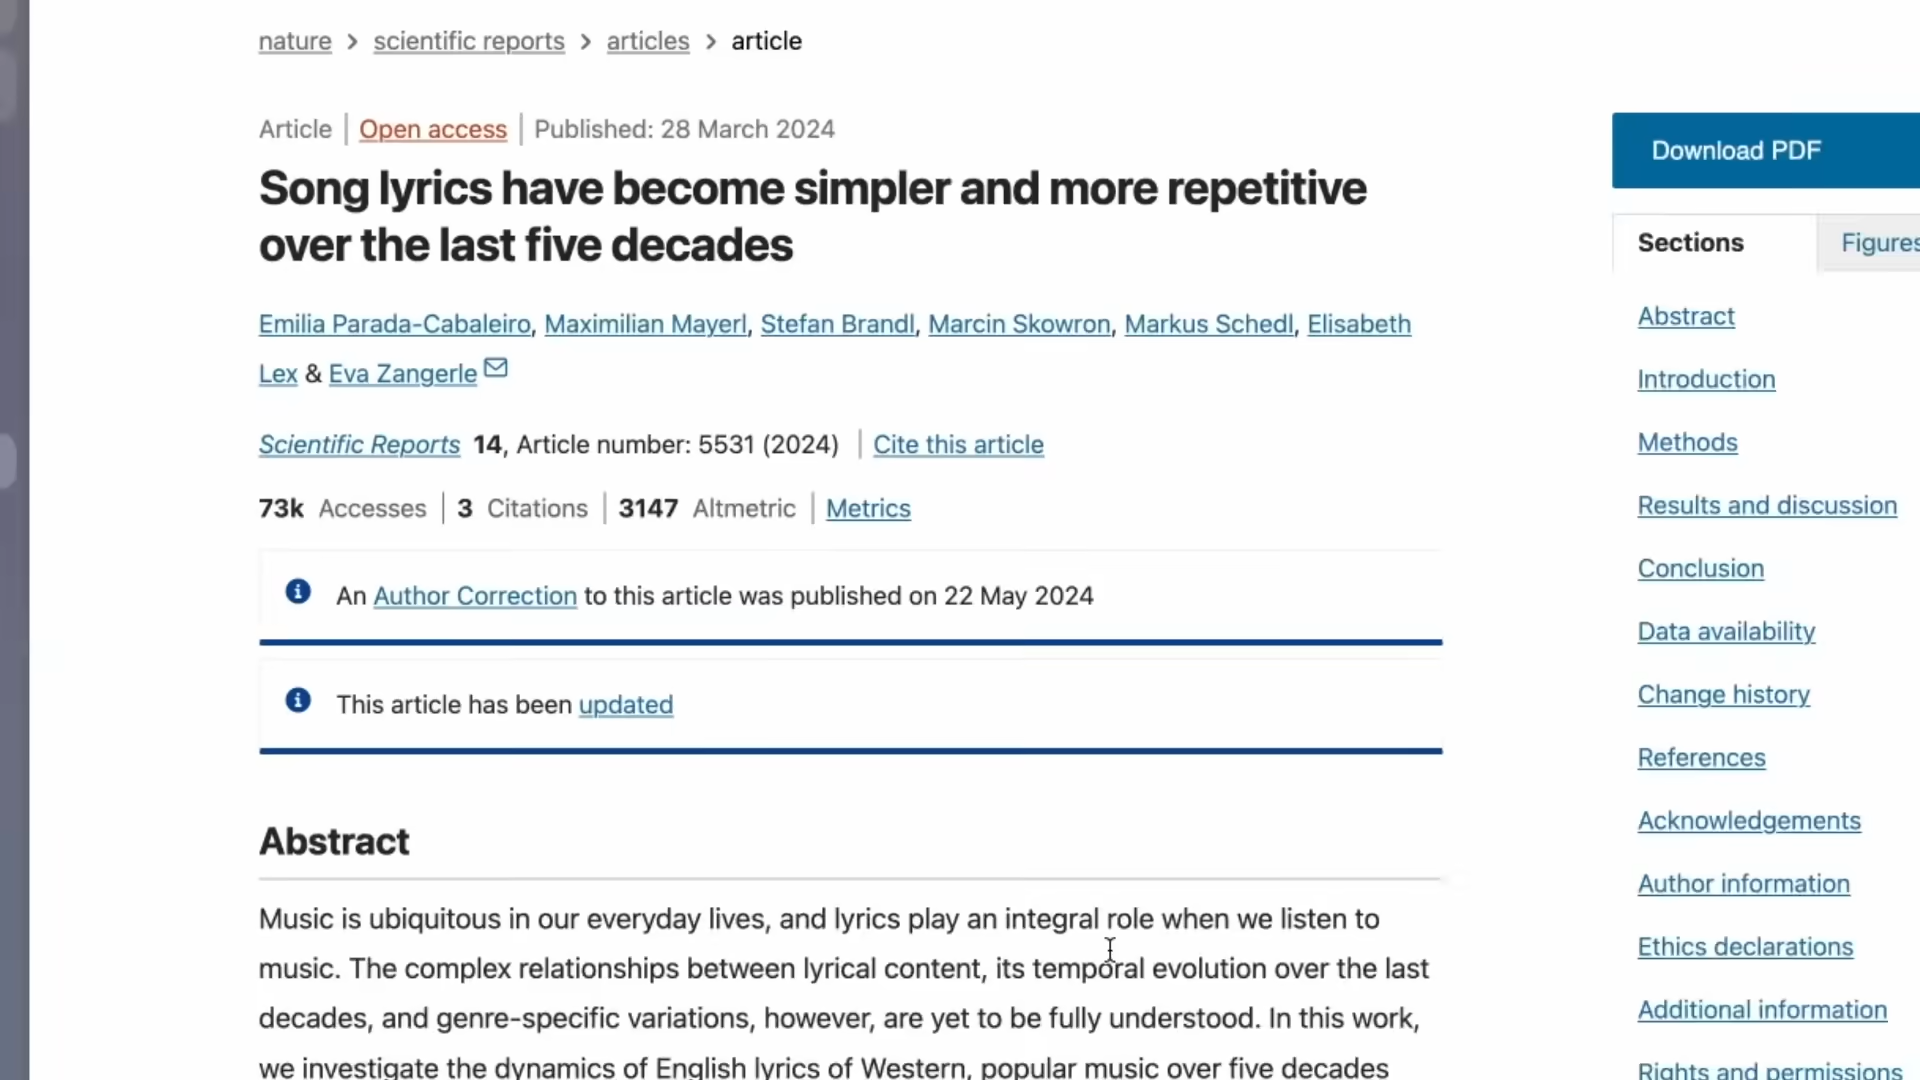 nature > scientific reports > articles > article
Article | Open access | Published: 28 March 2024
Song lyrics have become simpler and more repetitive
over the last five decades
Emilia Parada-Cabaleiro, Maximilian Mayerl, Stefan Brandl, Marcin Skowron, Markus Schedl, Elisabeth
Lex & Eva Zangerle
Scientific Reports 14, Article number: 5531 (2024) | Cite this article
73k Accesses | 3 Citations | 3147 Altmetric | Metrics
An Author Correction to this article was published on 22 May 2024
This article has been updated
Abstract
Music is ubiquitous in our everyday lives, and lyrics play an integral role when we listen to
music. The complex relationships between lyrical content, its temporal evolution over the last
decades, and genre-specific variations, however, are yet to be fully understood. In this work,
we investigate the dynamics of English lyrics of Western, popular music over five decades
Download PDF
Sections
Figures
Abstract
Introduction
Methods
Results and discussion
Conclusion
Data availability
Change history
References
Acknowledgements
Author information
Ethics declarations
Additional information
Rights and permissions